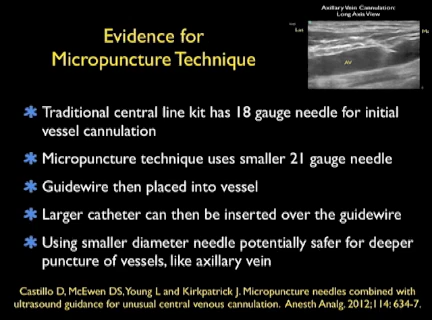 Axillary Vein Cannulation:
Long Axis View
Lat
AV
Evidence for
Micropuncture Technique
Traditional central line kit has 18 gauge needle for initial
vessel cannulation
Micropuncture technique uses smaller 21 gauge needle
Guidewire then placed into vessel
Larger catheter can then be inserted over the guidewire
Using smaller diameter needle potentially safer for deeper
puncture of vessels, like axillary vein
Castillo D, McEwen DS, Young L and Kirkpatrick J. Micropuncture needles combined with
ultrasound guidance for unusual central venous cannulation. Anesth Analg. 2012;114: 634-7.